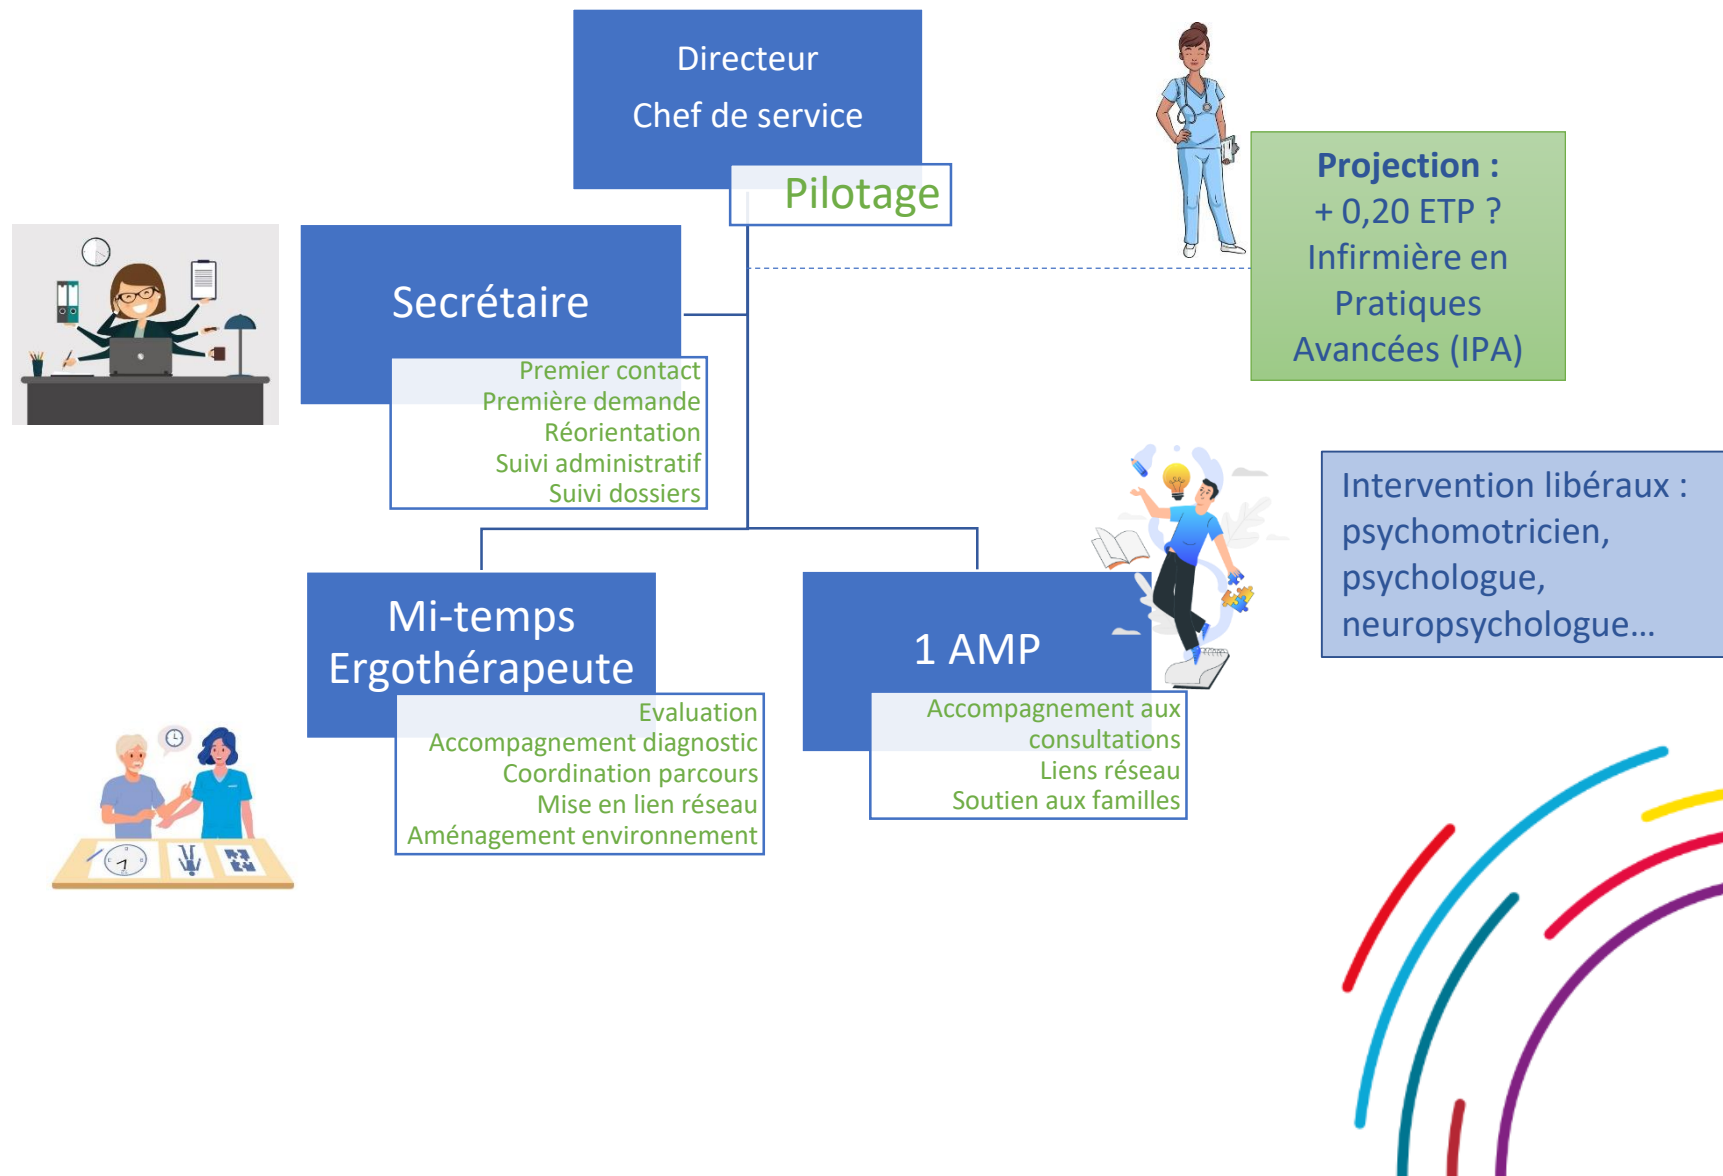 Directeur
Chef de service
Pilotage
Projection :
+ 0,20 ETP ?
Infirmière en
Pratiques
Avancées (IPA)
Secrétaire
Premier contact
Première demande
Réorientation
Suivi administratif
Suivi dossiers
Intervention libéraux :
psychomotricien,
psychologue,
neuropsychologue…
Mi-temps
Ergothérapeute
Evaluation
Accompagnement diagnostic
Coordination parcours
Mise en lien réseau
Aménagement environnement
1 AMP
Accompagnement aux
consultations
Liens réseau
Soutien aux familles